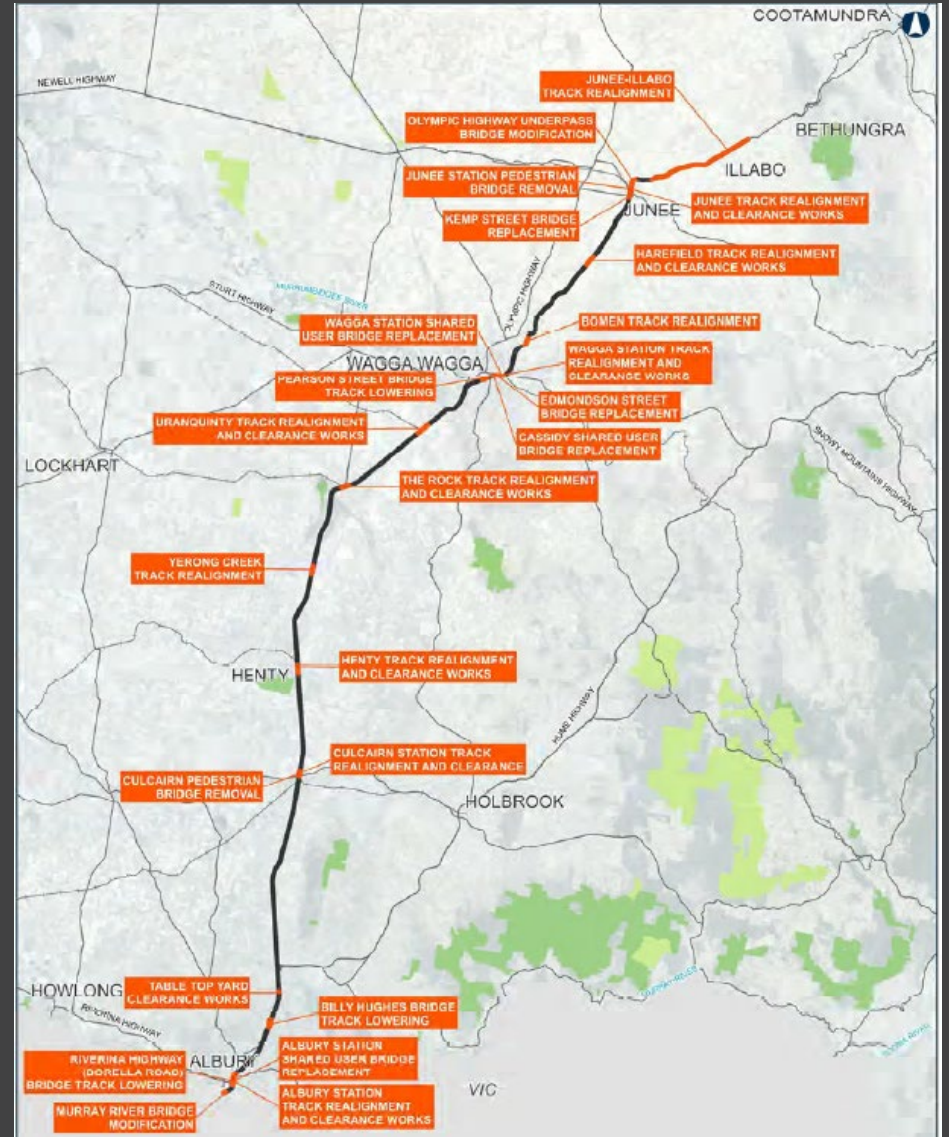 COOTAMUNDRA
NEWELL HIGHWAY
JUNEE-ILLABO
TRACK REALIGNMENT
OLYMPIC HIGHWAY UNDERPASS
BRIDGE MODIFICATION
BETHUNGRA
ILLABO
JUNEE STATION PEDESTRIAN
BRIDGE REMOVAL
JUNEE TRACK REALIGNMENT
AND CLEARANCE WORKS
JUNEE
KEMP STREET BRIDGE
REPLACEMENT
HAREFIELD TRACK REALIGNMENT
AND CLEARANCE WORKS
STURT HIGHWAY
MURRUMBIDGEE RIVER
OLYMPIC HIGHWAY
WAGGA STATION SHARED
USER BRIDGE REPLACEMENT
BOMEN TRACK REALIGNMENT
WAGGA WAGGA
WAGGA STATION TRACK
REALIGNMENT AND
CLEARANCE WORKS
PEARSON STREET BRIDGE
TRACK LOWERING
EDMONDSON STREET
BRIDGE REPLACEMENT
URANQUINTY TRACK REALIGNMENT
AND CLEARANCE WORKS
CASSIDY SHARED USER
BRIDGE REPLACEMENT
SNOWY MOUNTAINS HIGHWAY
LOCKHART
THE ROCK TRACK REALIGNMENT
AND CLEARANCE WORKS
YERONG CREEK
TRACK REALIGNMENT
HENTY
HENTY TRACK REALIGNMENT
AND CLEARANCE WORKS
HUME HIGHWAY
CULCAIRN STATION TRACK
REALIGNMENT AND CLEARANCE
CULCAIRN PEDESTRIAN
BRIDGE REMOVAL
HOLBROOK
HOWLONG
TABLE TOP YARD
CLEARANCE WORKS
MURRAY RIVER
RIVERINA HIGHWAY
BILLY HUGHES BRIDGE
TRACK LOWERING
ALBURY
ALBURY STATION
SHARED USER BRIDGE
REPLACEMENT
RIVERINA HIGHWAY
(BORELLA ROAD)
BRIDGE TRACK LOWERING
ALBURY STATION
TRACK REALIGNMENT
AND CLEARANCE WORKS
MURRAY RIVER BRIDGE
MODIFICATION
VIC
RIVER